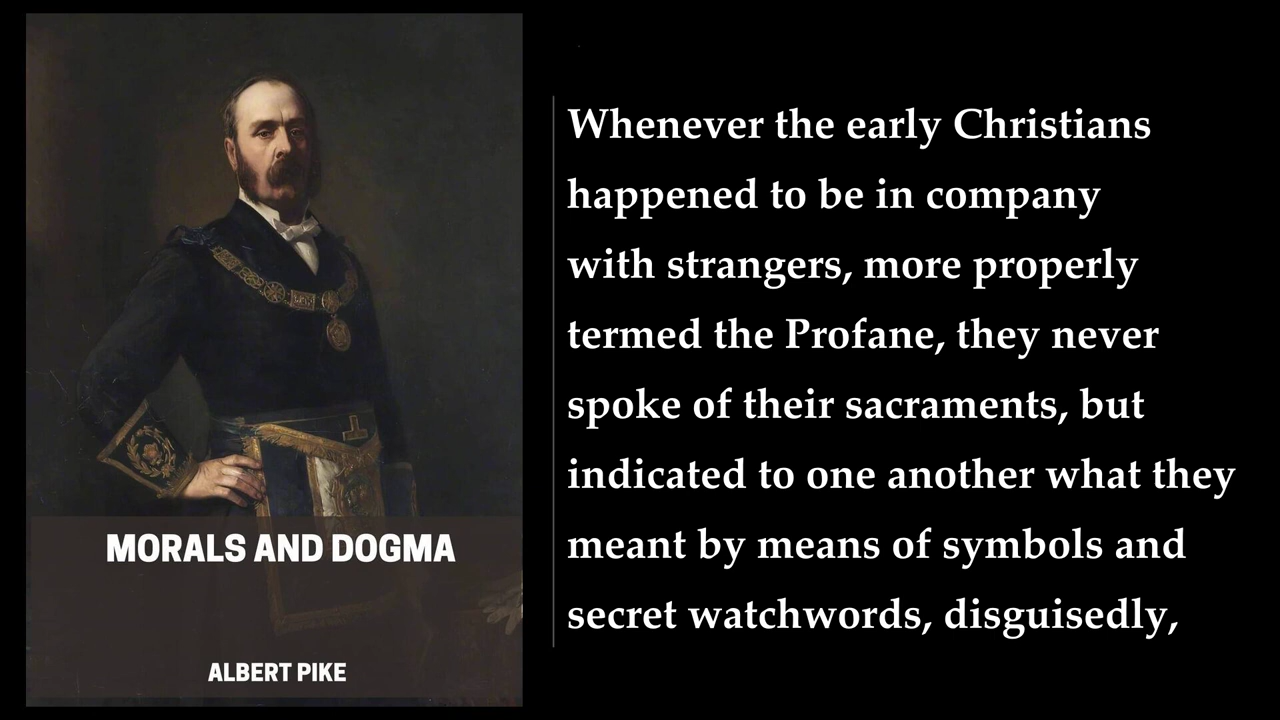 MORALS AND DOGMA
ALBERT PIKE
Whenever the early Christians
happened to be in company
with strangers, more properly
termed the Profane, they never
spoke of their sacraments, but
indicated to one another what they
meant by means of symbols and
secret watchwords, disguisedly,